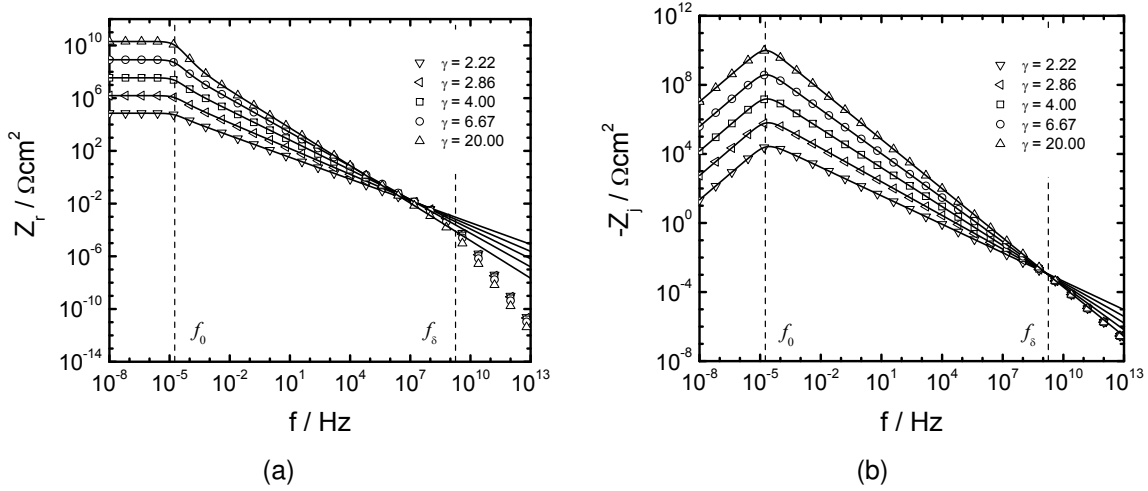 10^10
10^6
10^2
10^-2
10^-6
10^-10
10^-14
Z_r / Ωcm^2
γ = 2.22
γ = 2.86
γ = 4.00
γ = 6.67
γ = 20.00
f_0
f_δ
10^-8 10^-5 10^-2 10^1 10^4 10^7 10^10 10^13
f / Hz
(a)
10^12
10^8
10^4
10^0
10^-4
10^-8
-Z_j / Ωcm^2
γ = 2.22
γ = 2.86
γ = 4.00
γ = 6.67
γ = 20.00
f_0
f_δ
10^-8 10^-5 10^-2 10^1 10^4 10^7 10^10 10^13
f / Hz
(b)